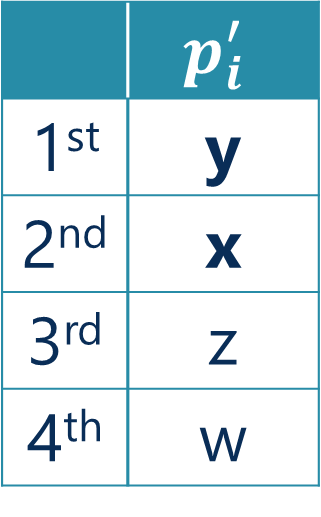 p′ᵢ
1st y
2nd x
3rd z
4th w